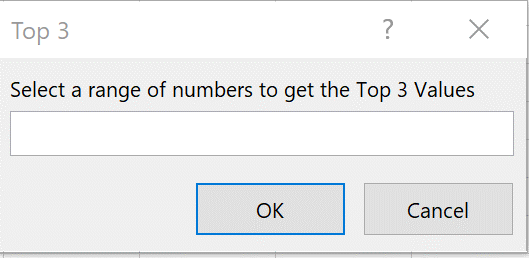 Top 3
Select a range of numbers to get the Top 3 Values
OK Cancel